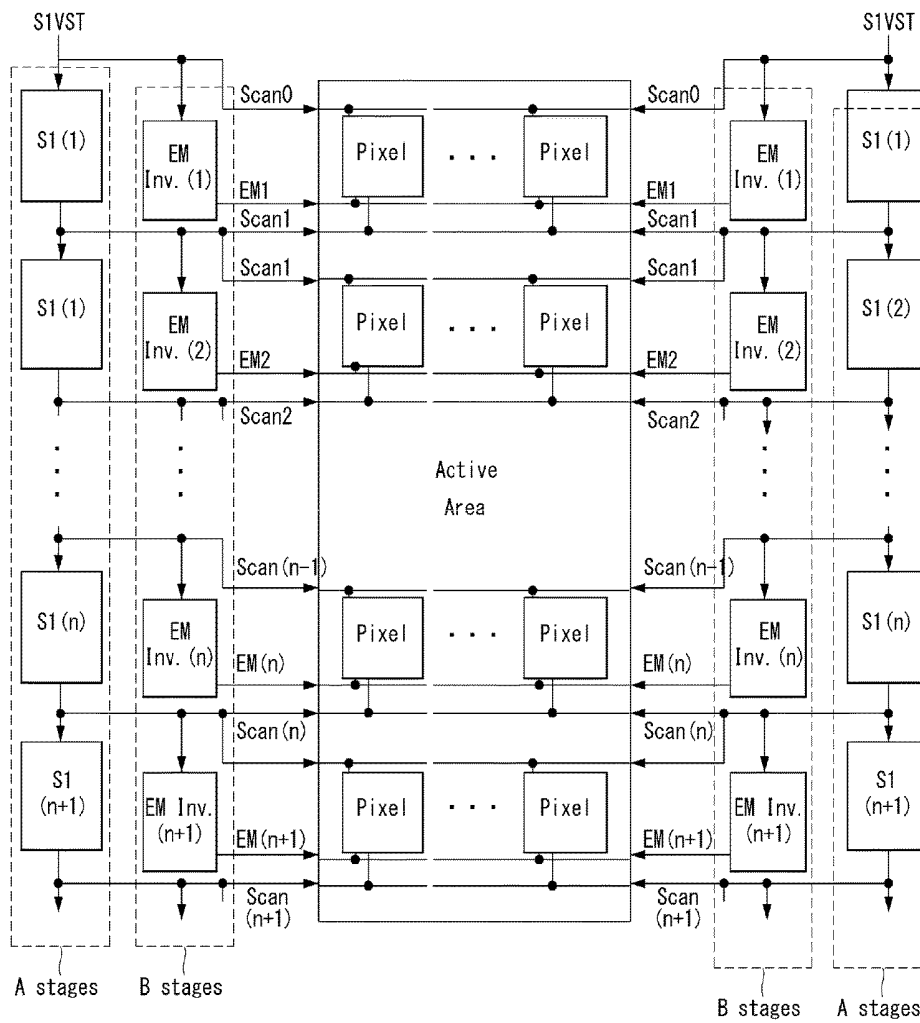 S1VST S1VST
Scan0 Scan0
S1(1) EM Inv.(1) Pixel . . . Pixel EM Inv.(1) S1(1)
EM1 EM1
Scan1 Scan1
Scan1 Scan1
S1(1) EM Inv.(2) Pixel . . . Pixel EM Inv.(2) S1(2)
EM2 EM2
Scan2 Scan2
Active
Area
Scan(n-1) Scan(n-1)
S1(n) EM Inv.(n) Pixel . . . Pixel EM Inv.(n) S1(n)
EM(n) EM(n)
Scan(n) Scan(n)
S1 (n+1) EM Inv. (n+1) Pixel . . . Pixel EM Inv. (n+1) S1 (n+1)
EM(n+1) EM(n+1)
Scan (n+1) Scan (n+1)
A stages B stages B stages A stages